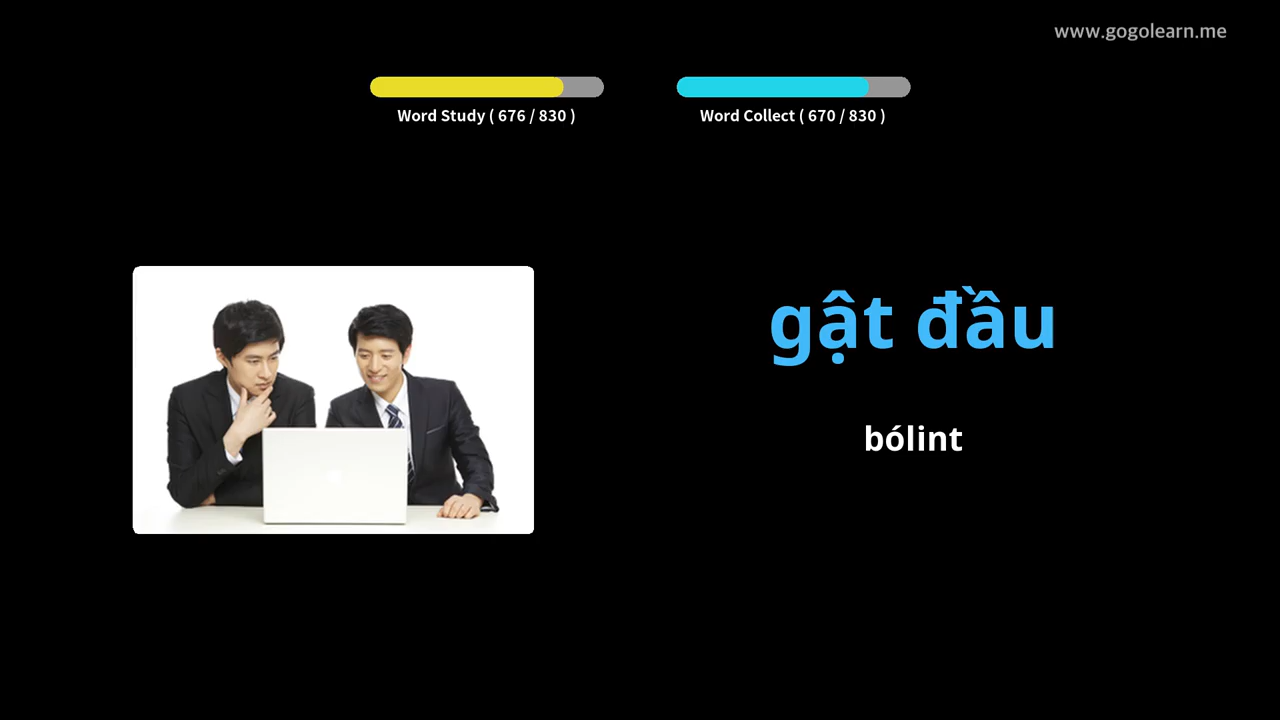 www.gogolearn.me
Word Study ( 676 / 830 )
Word Collect ( 670 / 830 )
gật đầu
bólint